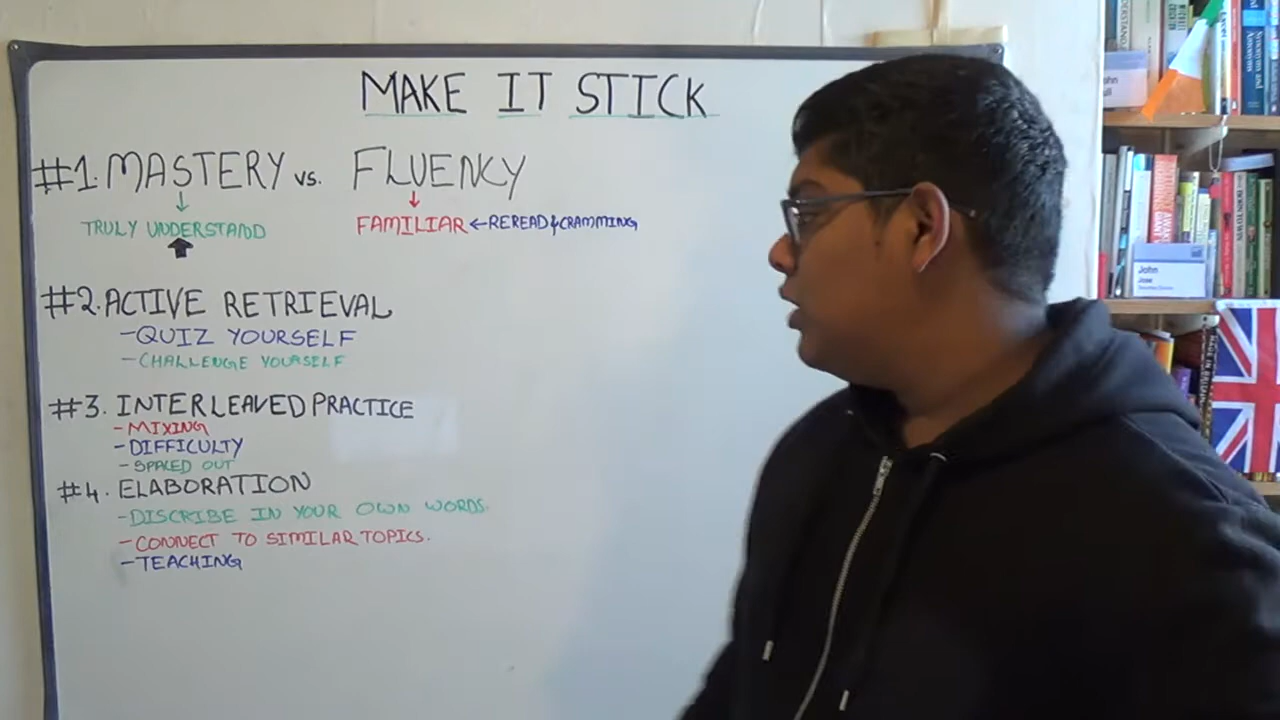 MAKE IT STICK
#1. MASTERY vs. FLUENCY
TRULY UNDERSTAND
FAMILIAR ← REREAD & CRAMMING
#2. ACTIVE RETRIEVAL
- QUIZ YOURSELF
- CHALLENGE YOURSELF
#3. INTERLEAVED PRACTICE
- MIXING
- DIFFICULTY
- SPACED OUT
#4. ELABORATION
- DISCRIBE IN YOUR OWN WORDS.
- CONNECT TO SIMILAR TOPICS.
- TEACHING
John
Jose